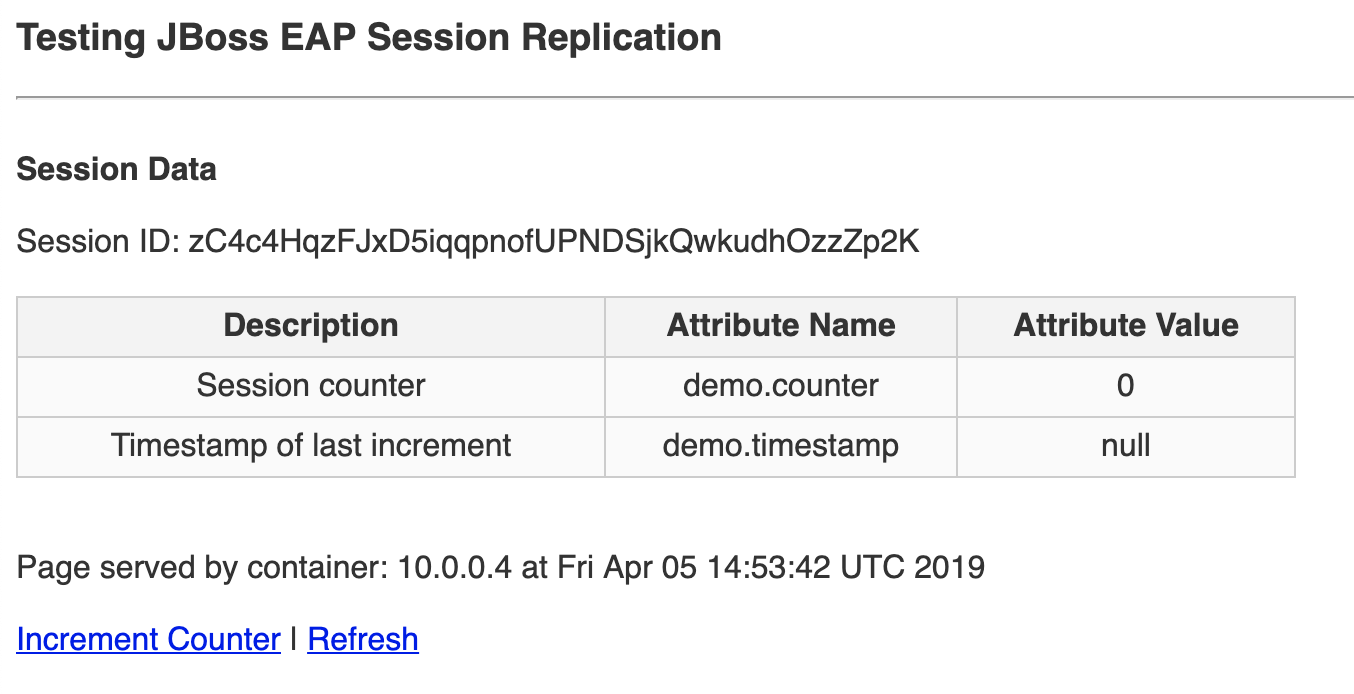 Testing JBoss EAP Session Replication
Session Data
Session ID: zC4c4HqzFJxD5iqqpnofUPNDSjkQwkudhOzzZp2K
Description Attribute Name Attribute Value
Session counter demo.counter 0
Timestamp of last increment demo.timestamp null
Page served by container: 10.0.0.4 at Fri Apr 05 14:53:42 UTC 2019
Increment Counter | Refresh